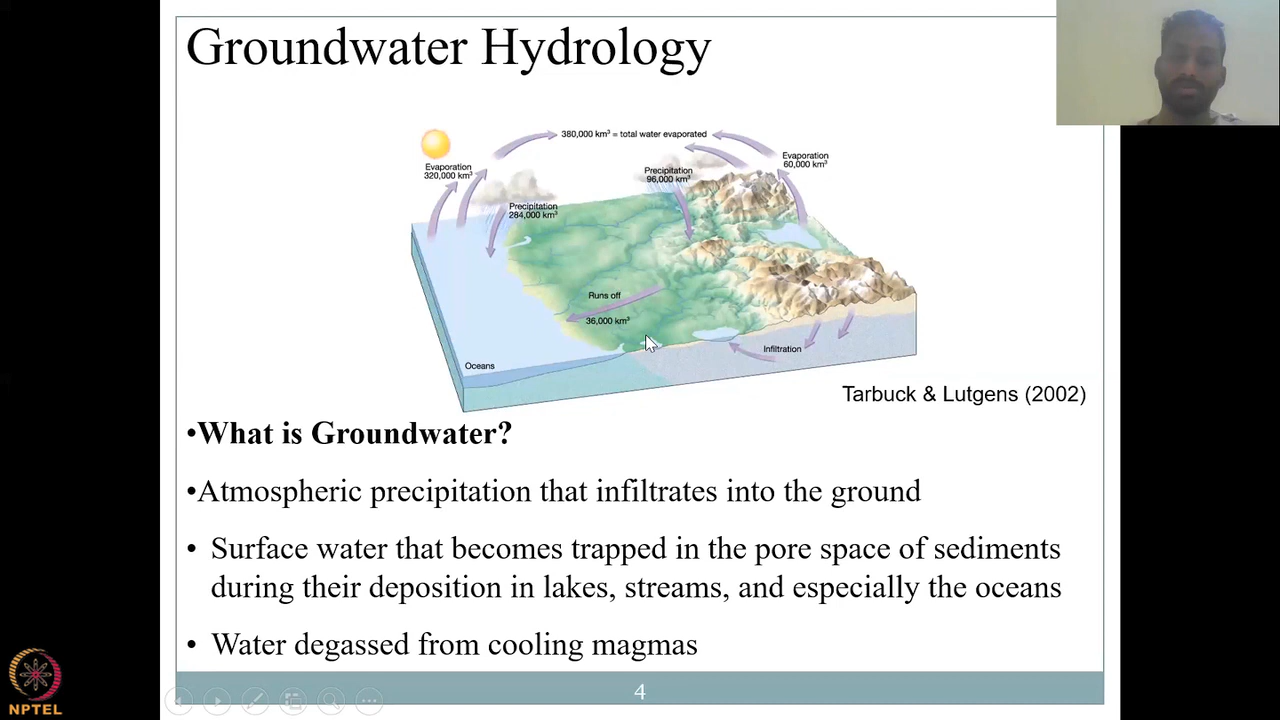 Groundwater Hydrology
380,000 km³ = total water evaporated
Evaporation
320,000 km³
Precipitation
284,000 km³
Precipitation
96,000 km³
Evaporation
60,000 km³
Runs off
36,000 km³
Infiltration
Oceans
Tarbuck & Lutgens (2002)
•What is Groundwater?
•Atmospheric precipitation that infiltrates into the ground
• Surface water that becomes trapped in the pore space of sediments
during their deposition in lakes, streams, and especially the oceans
• Water degassed from cooling magmas
4
NPTEL